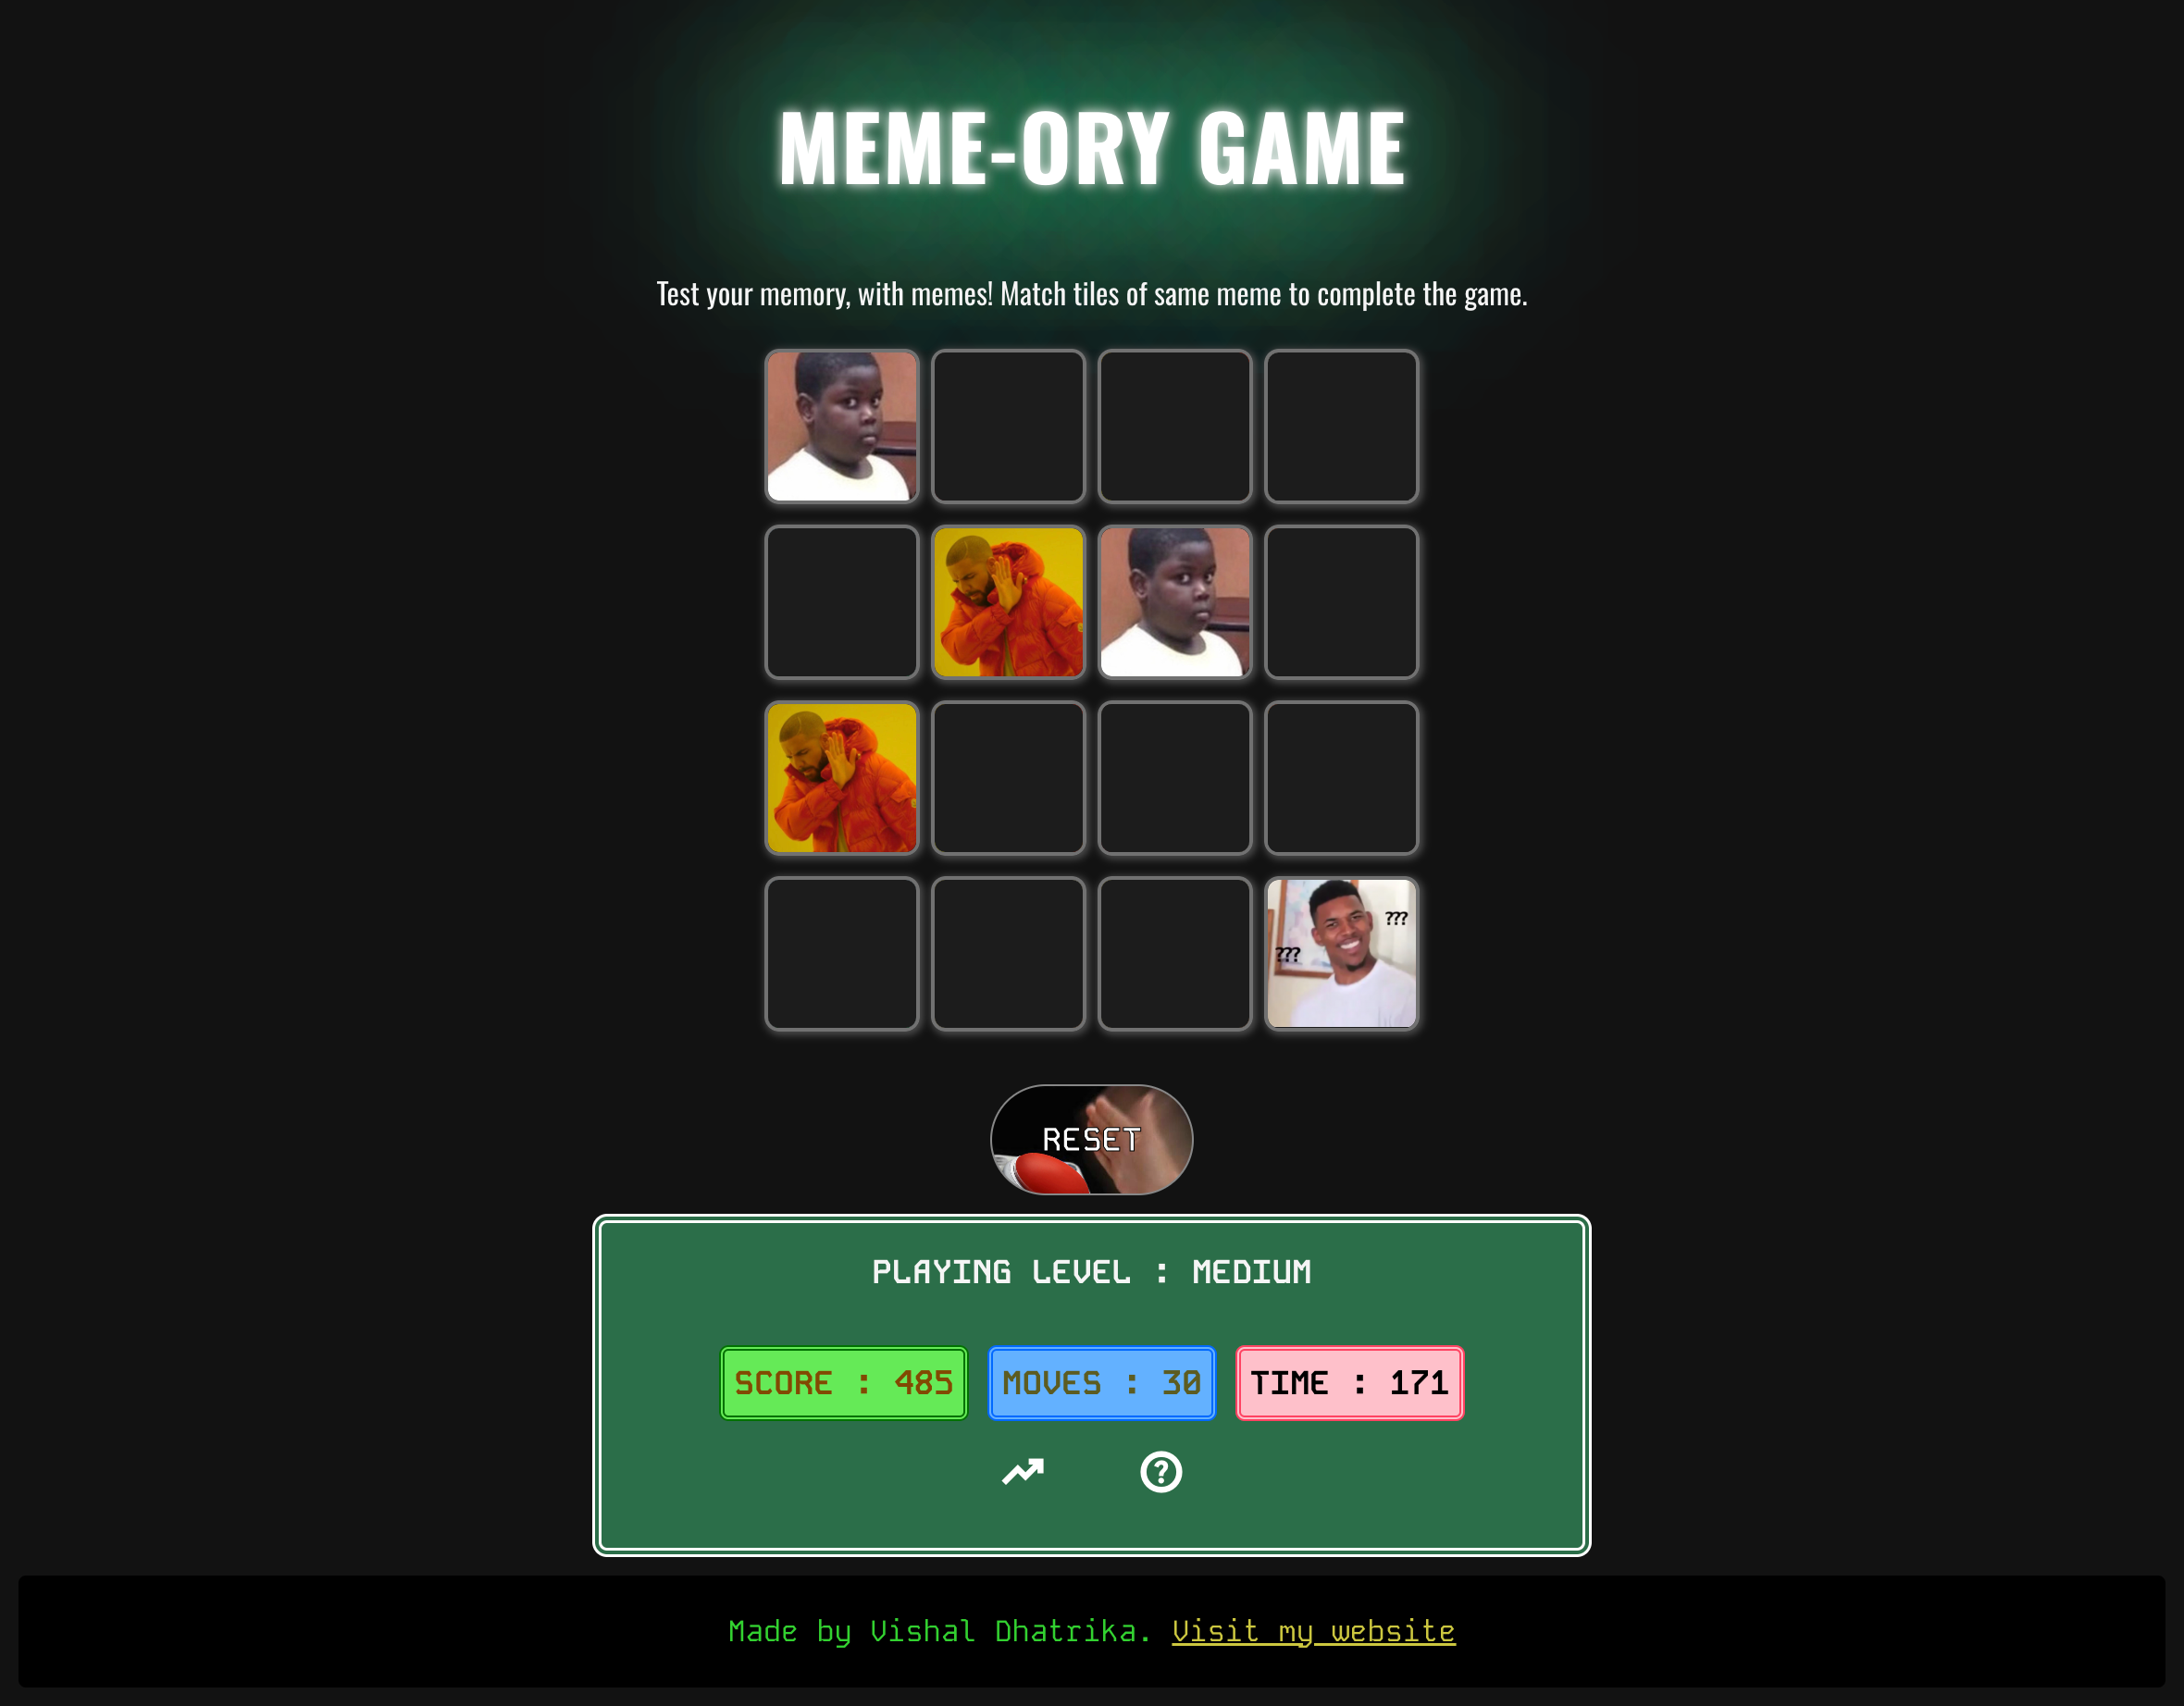 MEME-ORY GAME
Test your memory, with memes! Match tiles of same meme to complete the game.
???
???
RESET
PLAYING LEVEL : MEDIUM
SCORE : 485 MOVES : 30 TIME : 171
?
Made by Vishal Dhatrika. Visit my website